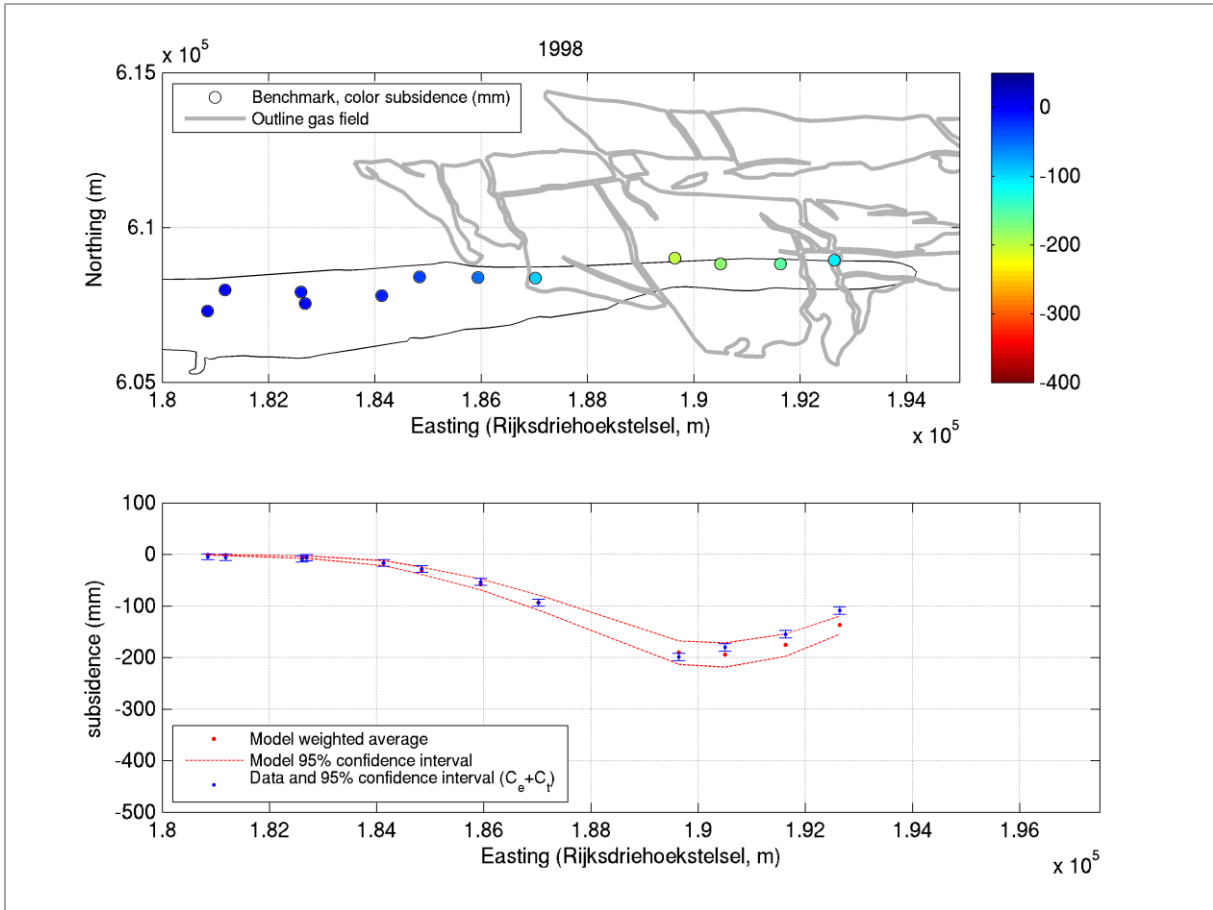 1998
x 10^5
6.15
6.1
6.05
Northing (m)
Benchmark, color subsidence (mm)
Outline gas field
1.8
1.82
1.84
1.86
1.88
1.9
1.92
1.94
Easting (Rijksdriehoekstelsel, m)
x 10^5
0
-100
-200
-300
-400
100
0
-100
-200
-300
-400
-500
subsidence (mm)
Model weighted average
Model 95% confidence interval
Data and 95% confidence interval (C_e+C_t)
1.8
1.82
1.84
1.86
1.88
1.9
1.92
1.94
1.96
Easting (Rijksdriehoekstelsel, m)
x 10^5